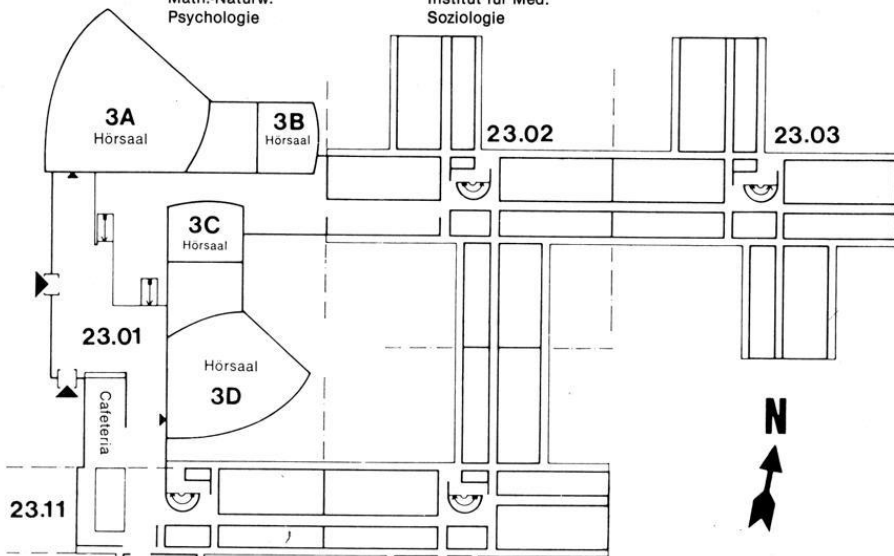 Math.-Naturw.
Psychologie
Institut für Med.
Soziologie
3A
Hörsaal
3B
Hörsaal
23.02
23.03
3C
Hörsaal
23.01
Hörsaal
3D
Cafeteria
N
23.11